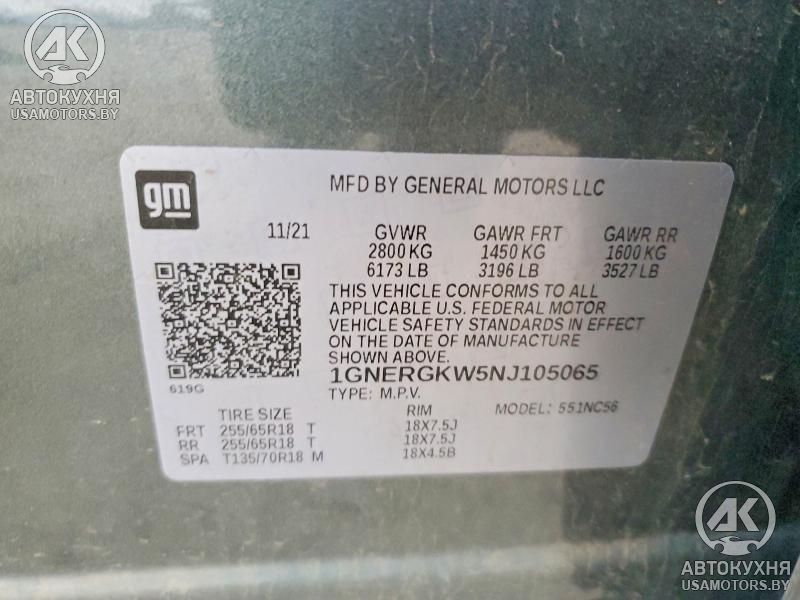 AK
АВТОКУХНЯ
USAMOTORS.BY
gm
MFD BY GENERAL MOTORS LLC
11/21 GVWR GAWR FRT GAWR RR
2800 KG 1450 KG 1600 KG
6173 LB 3196 LB 3527 LB
THIS VEHICLE CONFORMS TO ALL
APPLICABLE U.S. FEDERAL MOTOR
VEHICLE SAFETY STANDARDS IN EFFECT
ON THE DATE OF MANUFACTURE
SHOWN ABOVE.
619G
1GNERGKW5NJ105065
TYPE: M.P.V. MODEL: 551NC56
TIRE SIZE RIM
FRT 255/65R18 T 18X7.5J
RR 255/65R18 T 18X7.5J
SPA T135/70R18 M 18X4.5B
AK
АВТОКУХНЯ
USAMOTORS.BY